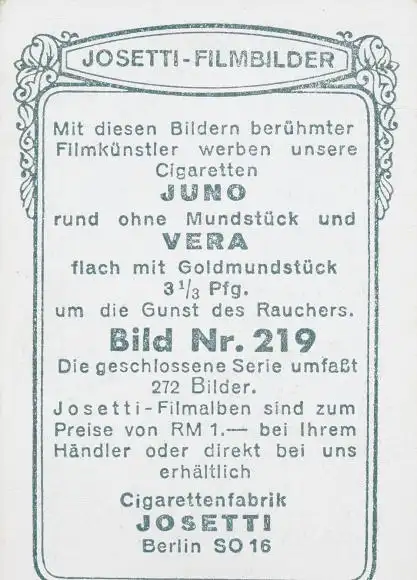 JOSETTI-FILMBILDER
Mit diesen Bildern berühmter
Filmkünstler werben unsere
Cigaretten
JUNO
rund ohne Mundstück und
VERA
flach mit Goldmundstück
3 1/3 Pfg.
um die Gunst des Rauchers.
Bild Nr. 219
Die geschlossene Serie umfaßt
272 Bilder.
Josetti-Filmalben sind zum
Preise von RM 1.— bei Ihrem
Händler oder direkt bei uns
erhältlich
Cigarettenfabrik
JOSETTI
Berlin SO 16